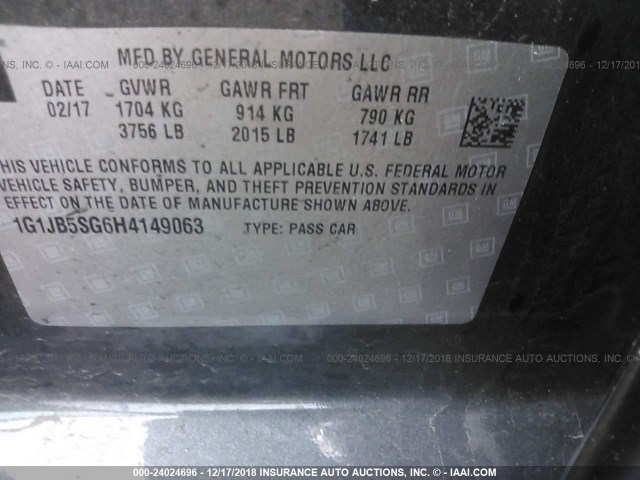 MFD BY GENERAL MOTORS LLC
DATE GVWR GAWR FRT GAWR RR
02/17 1704 KG 914 KG 790 KG
3756 LB 2015 LB 1741 LB
THIS VEHICLE CONFORMS TO ALL APPLICABLE U.S. FEDERAL MOTOR
VEHICLE SAFETY, BUMPER, AND THEFT PREVENTION STANDARDS IN
EFFECT ON THE DATE OF MANUFACTURE SHOWN ABOVE.
1G1JB5SG6H4149063 TYPE: PASS CAR
000-24024696 - 12/17/2018 INSURANCE AUTO AUCTIONS, INC. - © IAAI.COM